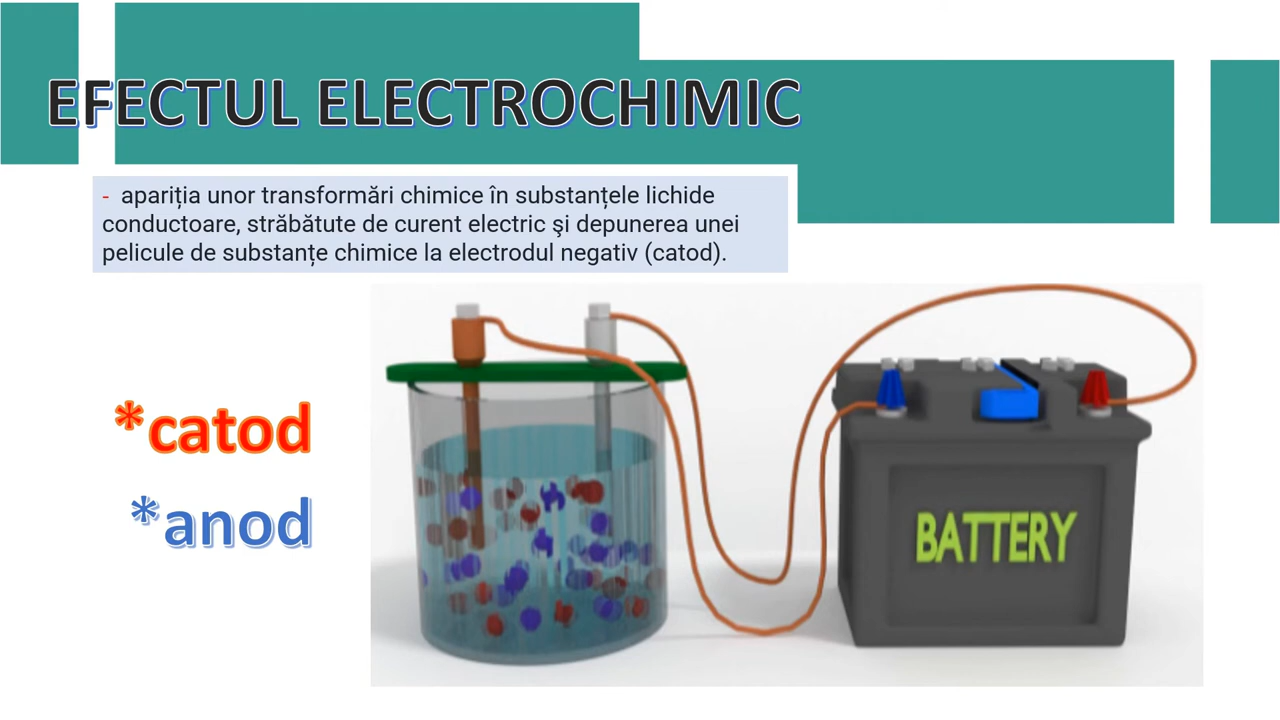 EFECTUL ELECTROCHIMIC
- apariția unor transformări chimice în substanțele lichide
conductoare, străbătute de curent electric şi depunerea unei
pelicule de substanțe chimice la electrodul negativ (catod).
*catod
*anod
BATTERY